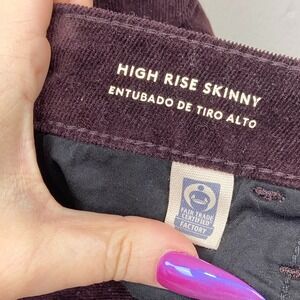 HIGH RISE SKINNY
ENTUBADO DE TIRO ALTO
FAIR TRADE
CERTIFIED
FACTORY